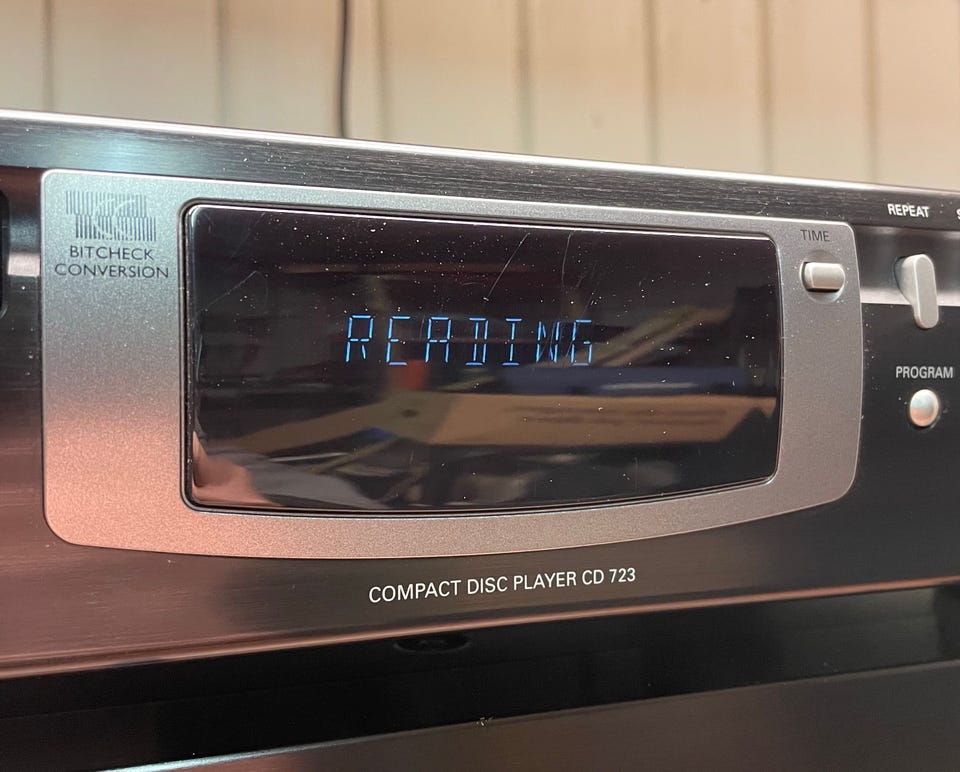 REPEAT
TIME
BITCHECK
CONVERSION
READING
PROGRAM
COMPACT DISC PLAYER CD 723